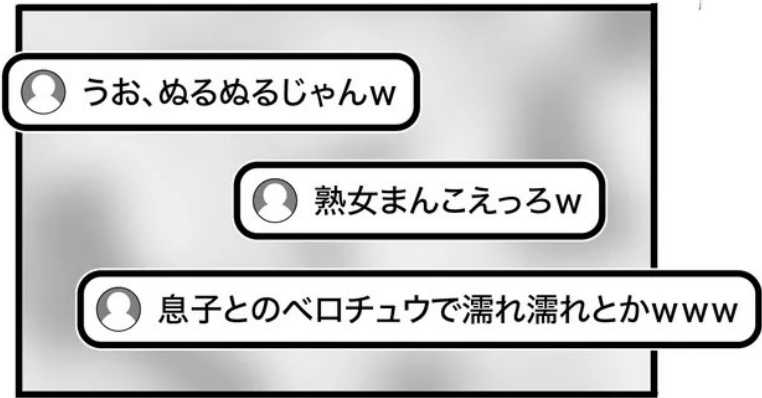 うお、ぬるぬるじゃんｗ
熟女まんこえっろｗ
息子とのベロチュウで濡れ濡れとかｗｗｗ